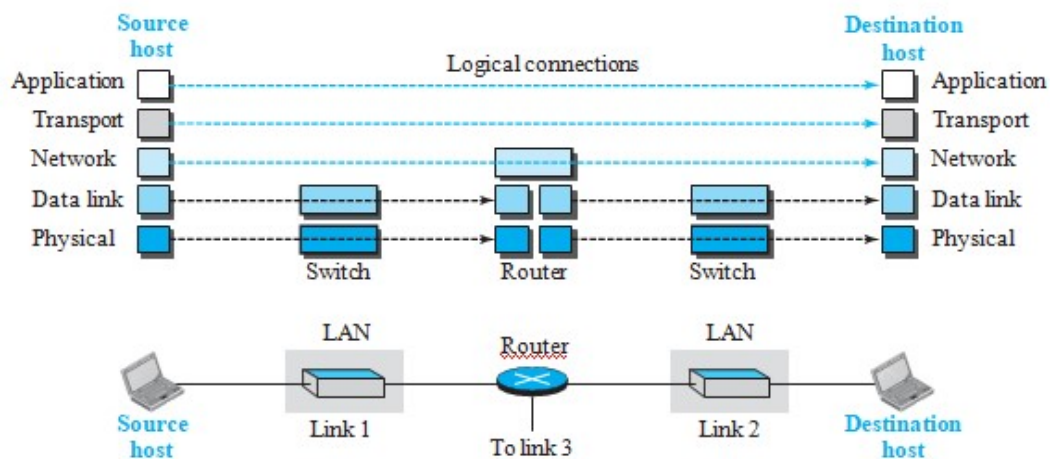 Source
host
Destination
host
Logical connections
Application
Application
Transport
Transport
Network
Network
Data link
Data link
Physical
Physical
Switch
Router
Switch
LAN
Router
LAN
Source
host
Link 1
To link 3
Link 2
Destination
host